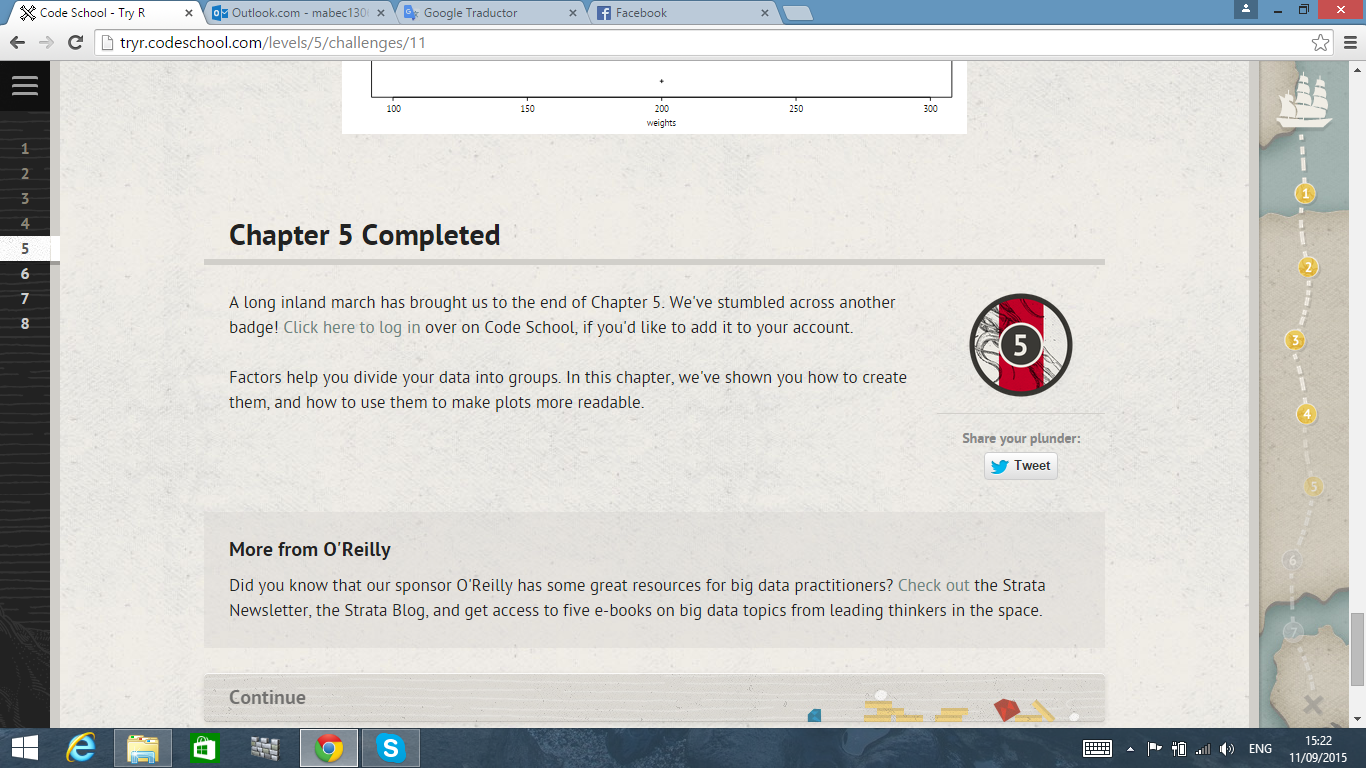 Code School - Try R
Outlook.com - mabec130
Google Traductor
Facebook
tryr.codeschool.com/levels/5/challenges/11
100 150 200 250 300
weights
1
2
3
4
5
6
7
8
Chapter 5 Completed
A long inland march has brought us to the end of Chapter 5. We've stumbled across another
badge! Click here to log in over on Code School, if you'd like to add it to your account.
Factors help you divide your data into groups. In this chapter, we've shown you how to create
them, and how to use them to make plots more readable.
5
Share your plunder:
Tweet
More from O'Reilly
Did you know that our sponsor O'Reilly has some great resources for big data practitioners? Check out the Strata
Newsletter, the Strata Blog, and get access to five e-books on big data topics from leading thinkers in the space.
Continue
1
2
3
4
5
6
7
ENG
15:22
11/09/2015